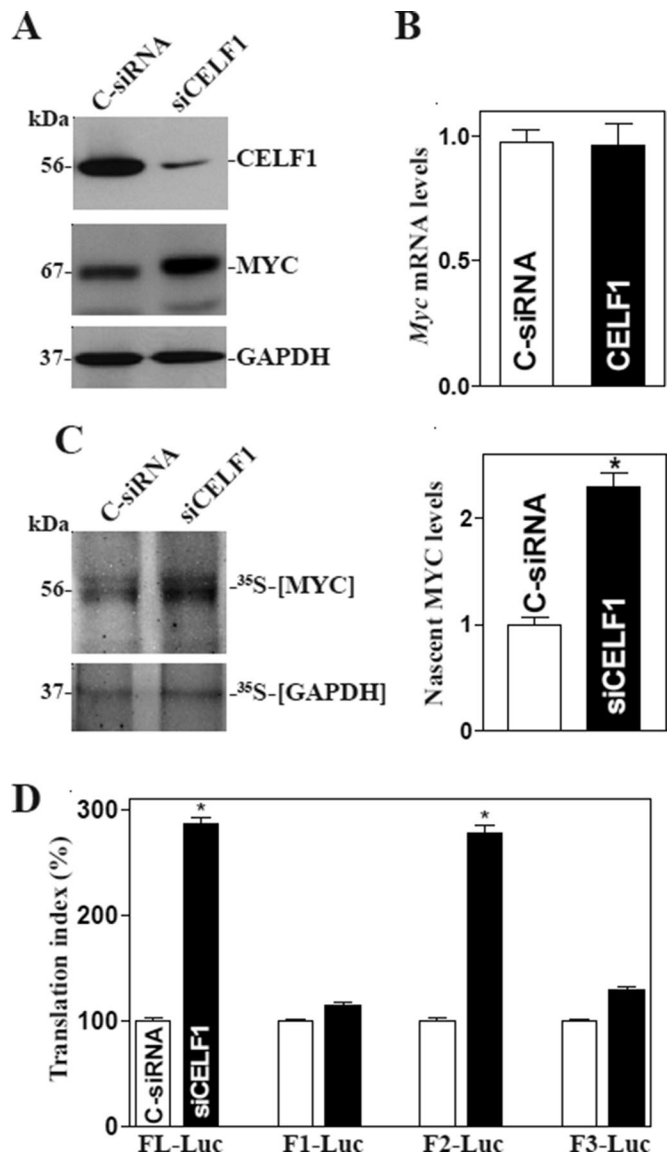 A
C-siRNA
siCELF1
kDa
56-
-CELF1
67-
-MYC
37-
-GAPDH
B
Myc mRNA levels
1.0
0.5
0.0
C-siRNA
CELF1
C
C-siRNA
siCELF1
kDa
56-
-³⁵S-[MYC]
37-
-³⁵S-[GAPDH]
Nascent MYC levels
2
1
0
C-siRNA
siCELF1
*
D
Translation index (%)
300
200
100
0
C-siRNA
siCELF1
*
*
FL-Luc F1-Luc F2-Luc F3-Luc